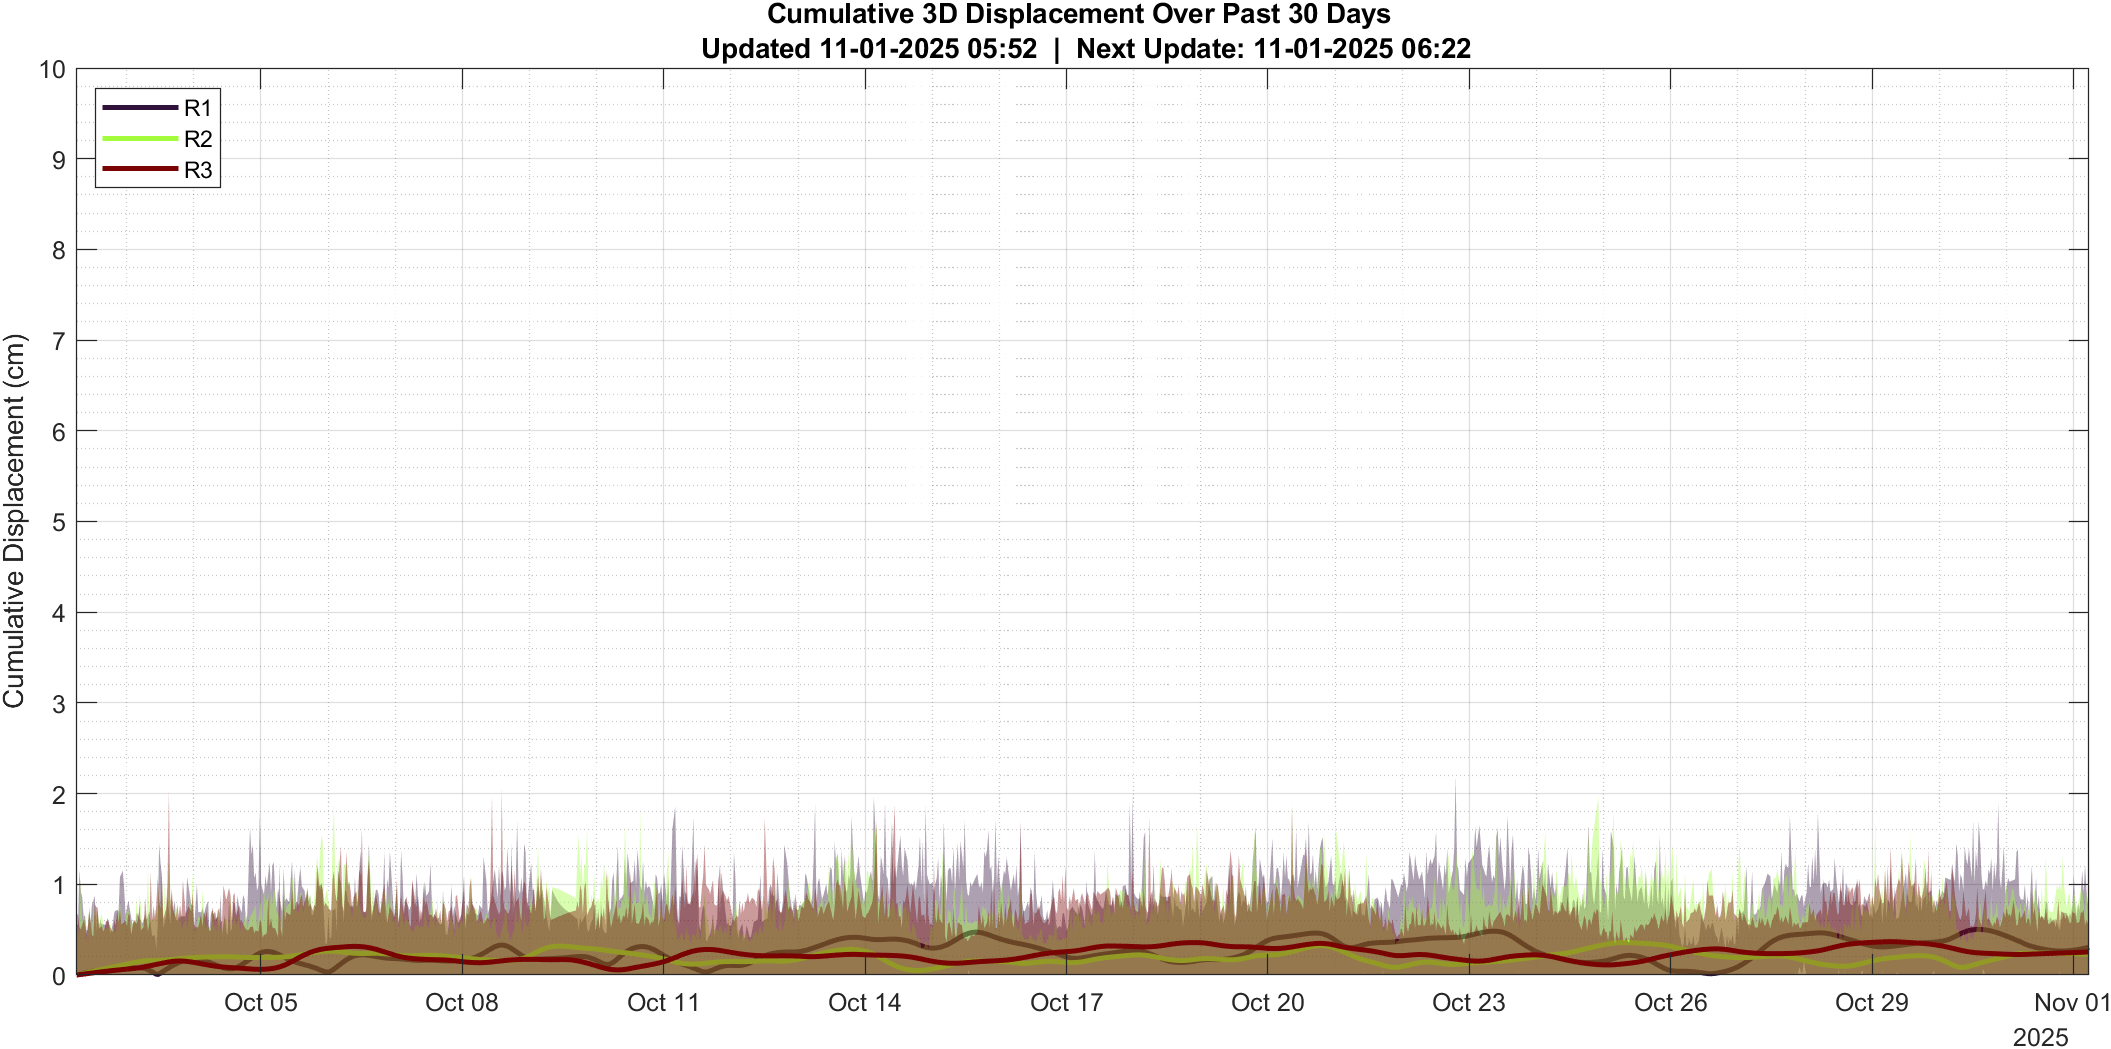 Cumulative 3D Displacement Over Past 30 Days
Updated 11-01-2025 05:52 | Next Update: 11-01-2025 06:22
Cumulative Displacement (cm)
10
9
8
7
6
5
4
3
2
1
0
R1
R2
R3
Oct 05
Oct 08
Oct 11
Oct 14
Oct 17
Oct 20
Oct 23
Oct 26
Oct 29
Nov 01
2025